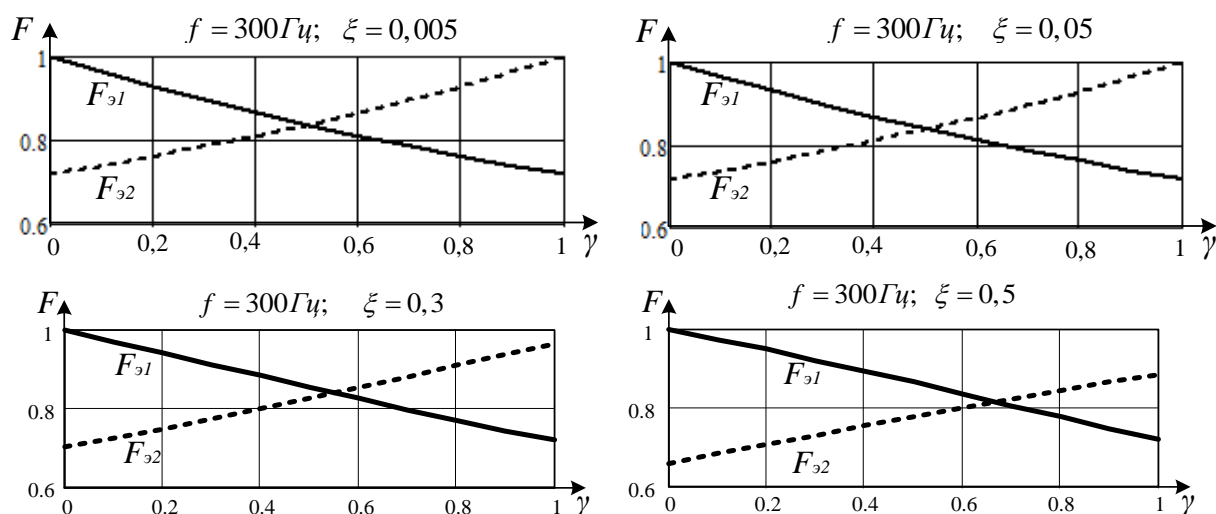 F
f = 300Гц; ξ = 0,005
1
Fэ1
0.8
Fэ2
0.6
0 0,2 0,4 0,6 0,8 1
γ
F
f = 300Гц; ξ = 0,05
1
Fэ1
0.8
Fэ2
0.6
0 0,2 0,4 0,6 0,8 1
γ
F
f = 300Гц; ξ = 0,3
1
Fэ1
0.8
Fэ2
0.6
0 0.2 0.4 0.6 0.8 1
γ
F
f = 300Гц; ξ = 0,5
1
Fэ1
0.8
Fэ2
0.6
0 0.2 0.4 0.6 0.8 1
γ